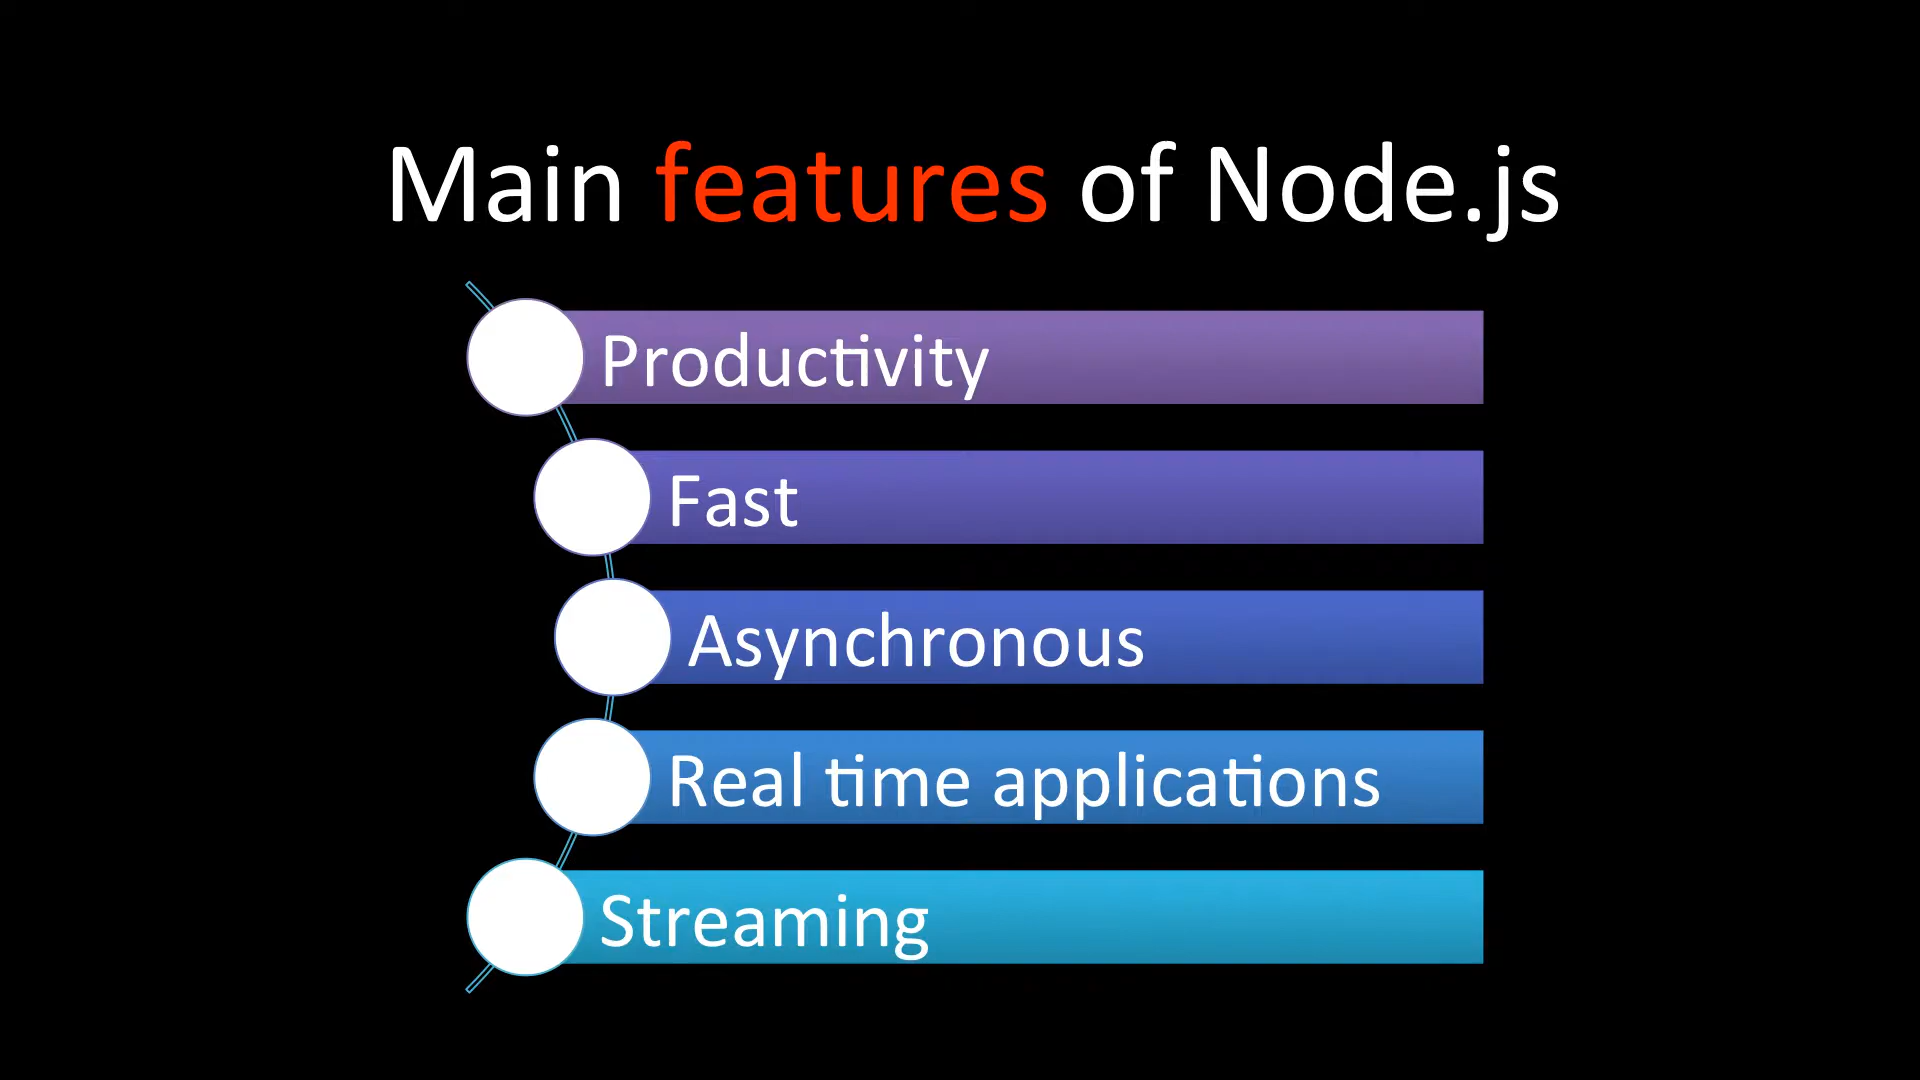 Main features of Node.js
Productivity
Fast
Asynchronous
Real time applications
Streaming